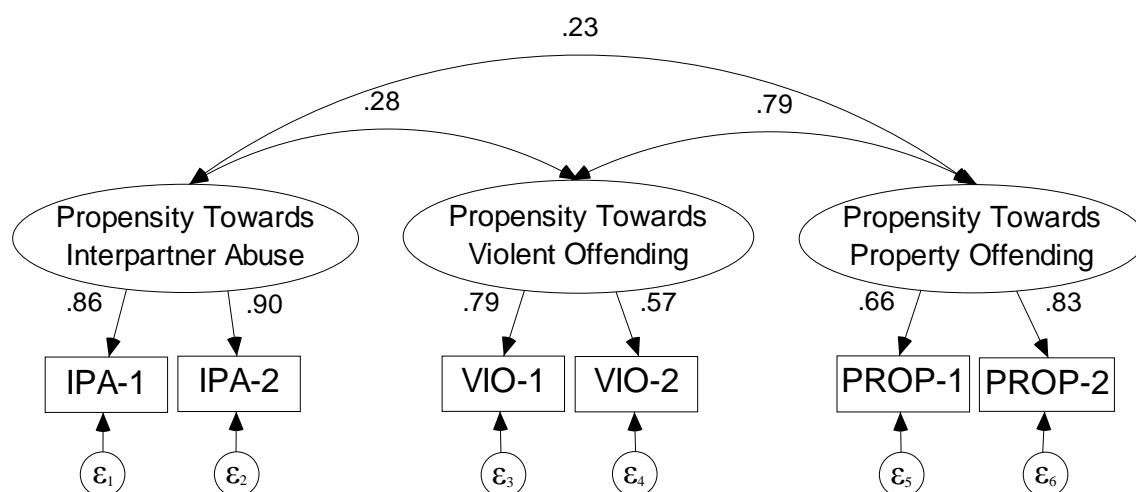 .23
.28
.79
Propensity Towards
Interpartner Abuse
Propensity Towards
Violent Offending
Propensity Towards
Property Offending
.86
.90
.79
.57
.66
.83
IPA-1
IPA-2
VIO-1
VIO-2
PROP-1
PROP-2
ε1
ε2
ε3
ε4
ε5
ε6